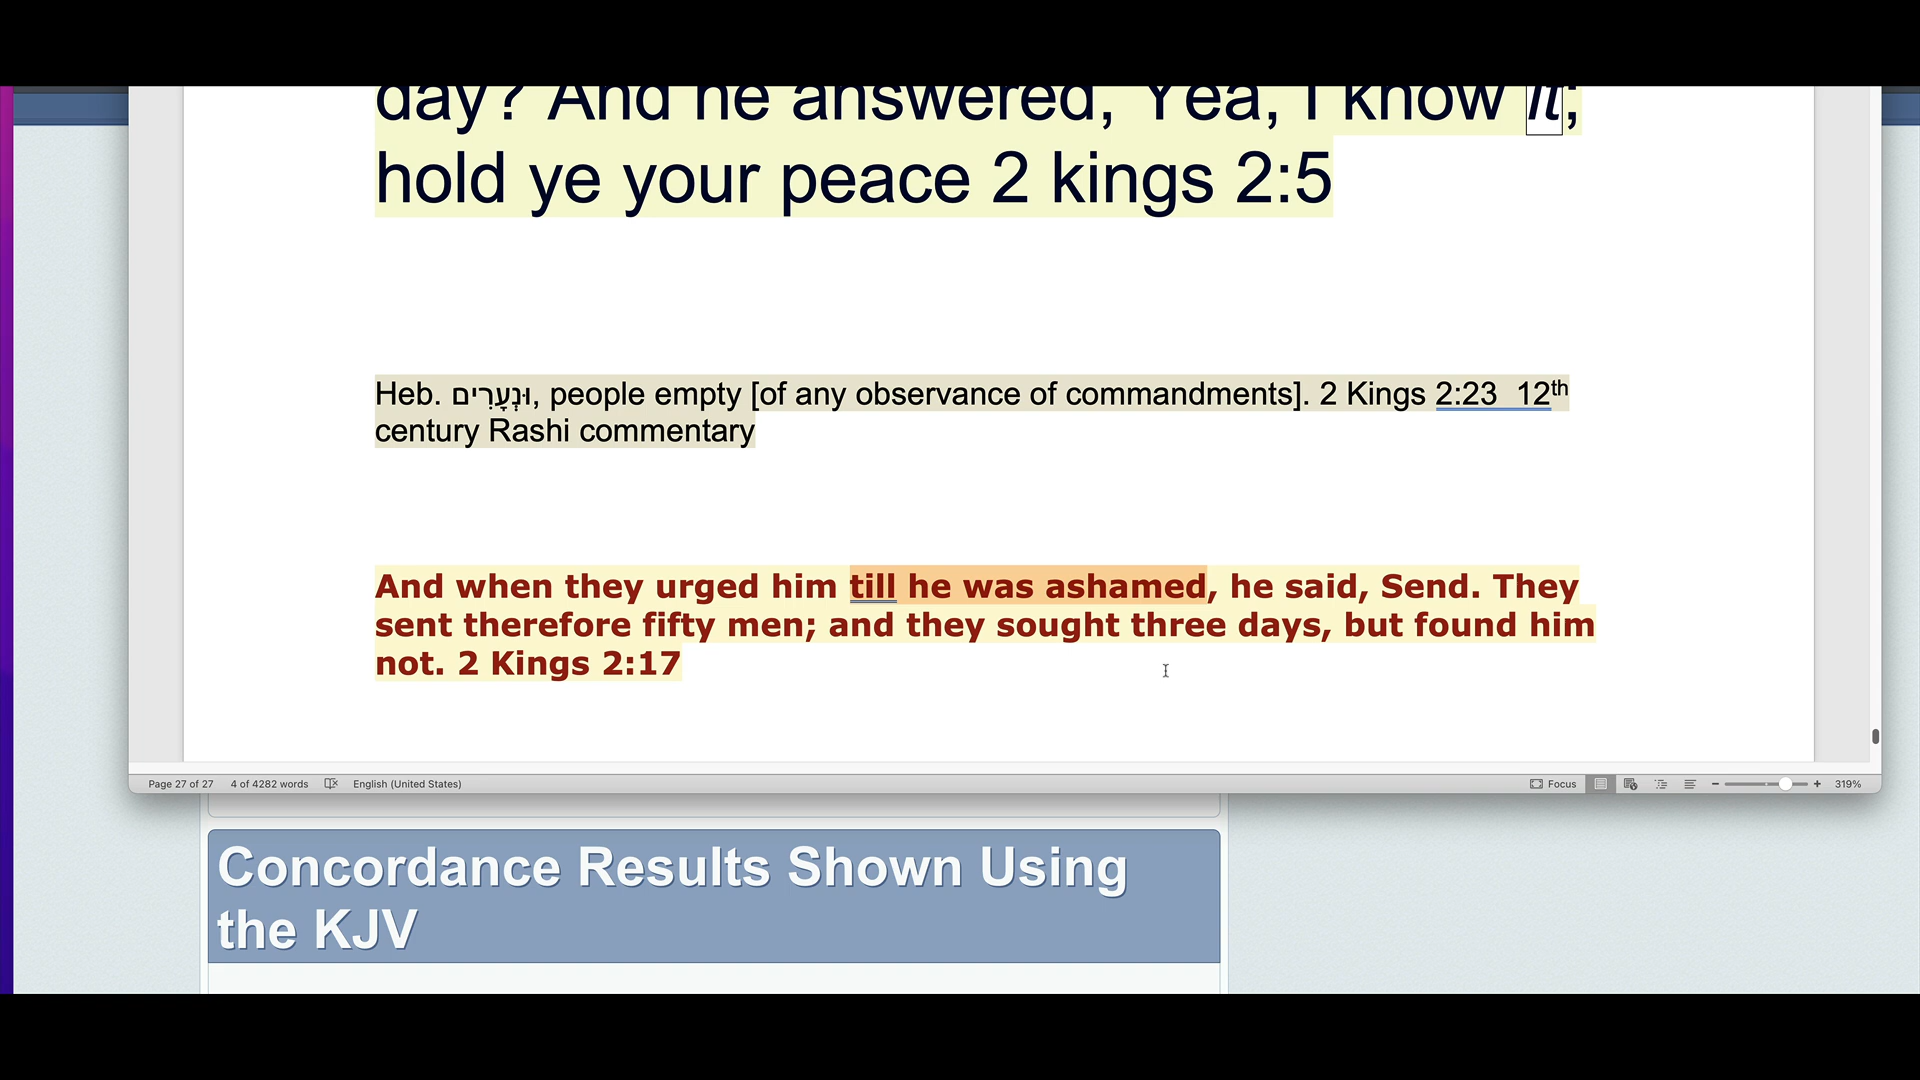 day? And he answered, Yea, I know it;
hold ye your peace 2 kings 2:5
Heb. וּנְעָרִים, people empty [of any observance of commandments]. 2 Kings 2:23  12th
century Rashi commentary
And when they urged him till he was ashamed, he said, Send. They
sent therefore fifty men; and they sought three days, but found him
not. 2 Kings 2:17
Page 27 of 27 4 of 4282 words English (United States) Focus 319%
Concordance Results Shown Using
the KJV